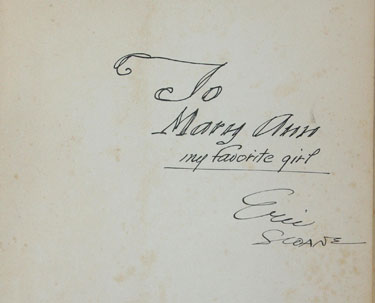 To
Mary Ann
my favorite girl
Eric
SLOANE